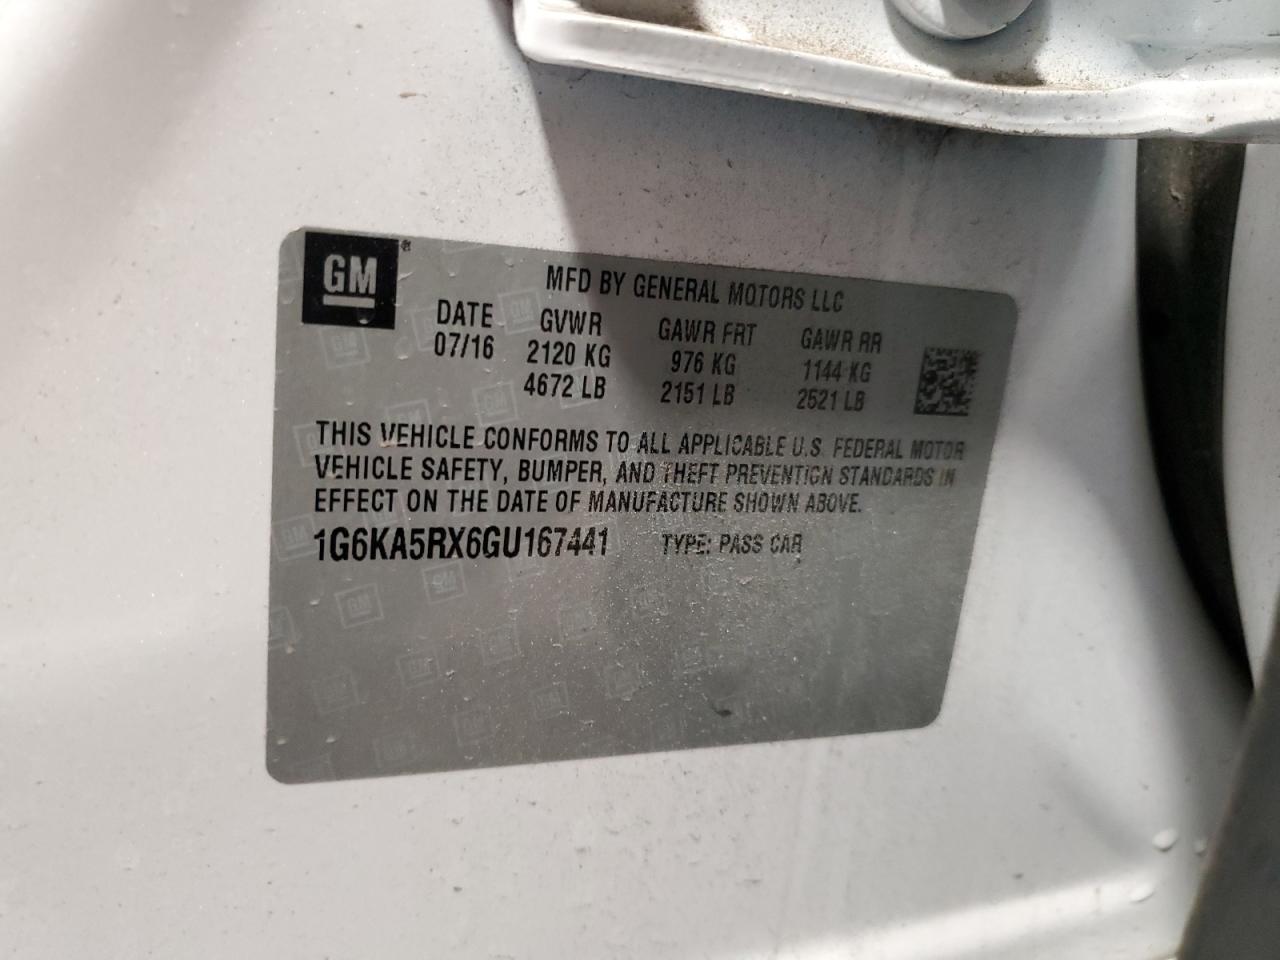 GM®
MFD BY GENERAL MOTORS LLC
DATE GVWR GAWR FRT GAWR RR
07/16 2120 KG 976 KG 1144 KG
4672 LB 2151 LB 2521 LB
THIS VEHICLE CONFORMS TO ALL APPLICABLE U.S. FEDERAL MOTOR
VEHICLE SAFETY, BUMPER, AND THEFT PREVENTION STANDARDS IN
EFFECT ON THE DATE OF MANUFACTURE SHOWN ABOVE.
1G6KA5RX6GU167441 TYPE: PASS CAR